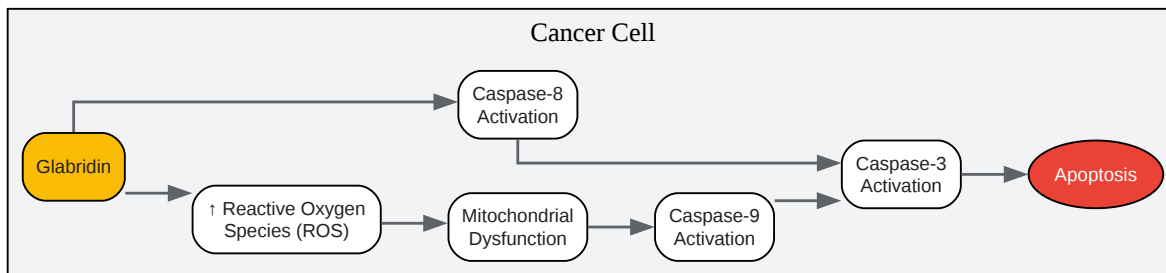 Cancer Cell
Caspase-8
Activation
Glabridin
↑ Reactive Oxygen
Species (ROS)
Mitochondrial
Dysfunction
Caspase-9
Activation
Caspase-3
Activation
Apoptosis